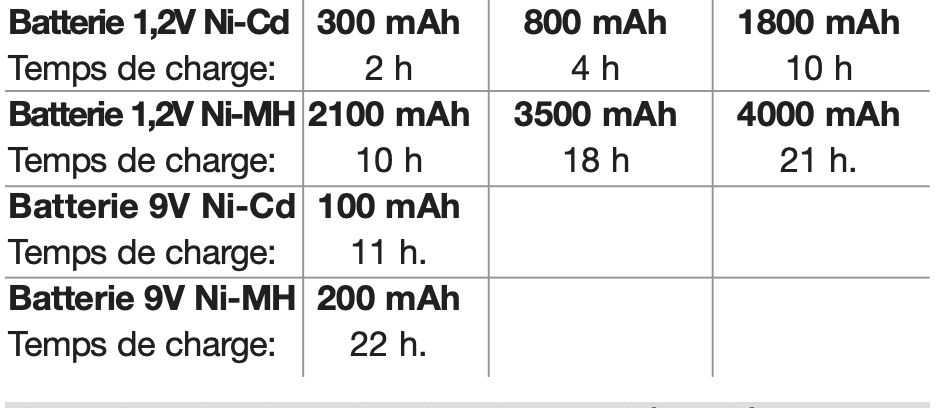 Batterie 1,2V Ni-Cd 300 mAh 800 mAh 1800 mAh
Temps de charge: 2 h 4 h 10 h
Batterie 1,2V Ni-MH 2100 mAh 3500 mAh 4000 mAh
Temps de charge: 10 h 18 h 21 h.
Batterie 9V Ni-Cd 100 mAh
Temps de charge: 11 h.
Batterie 9V Ni-MH 200 mAh
Temps de charge: 22 h.